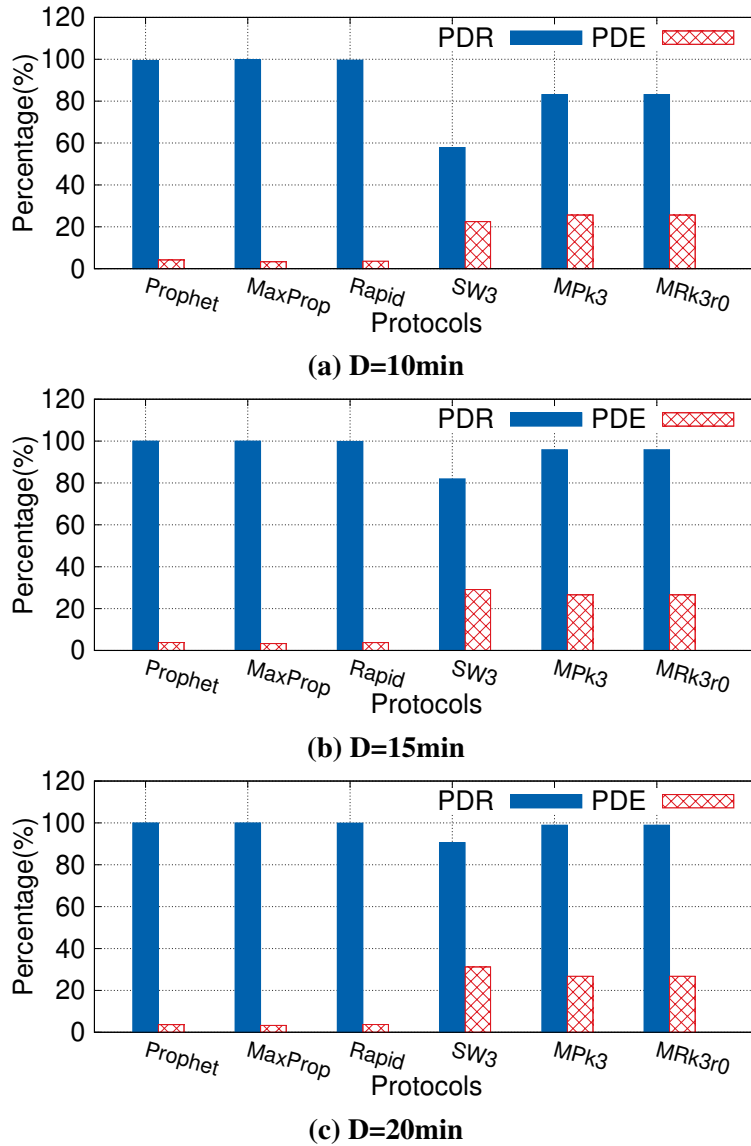 120
100
80
60
40
20
0
Percentage(%)
PDR PDE
Prophet MaxProp Rapid SW3 MPk3 MRk3r0
Protocols
(a) D=10min
120
100
80
60
40
20
0
Percentage(%)
PDR PDE
Prophet MaxProp Rapid SW3 MPk3 MRk3r0
Protocols
(b) D=15min
120
100
80
60
40
20
0
Percentage(%)
PDR PDE
Prophet MaxProp Rapid SW3 MPk3 MRk3r0
Protocols
(c) D=20min